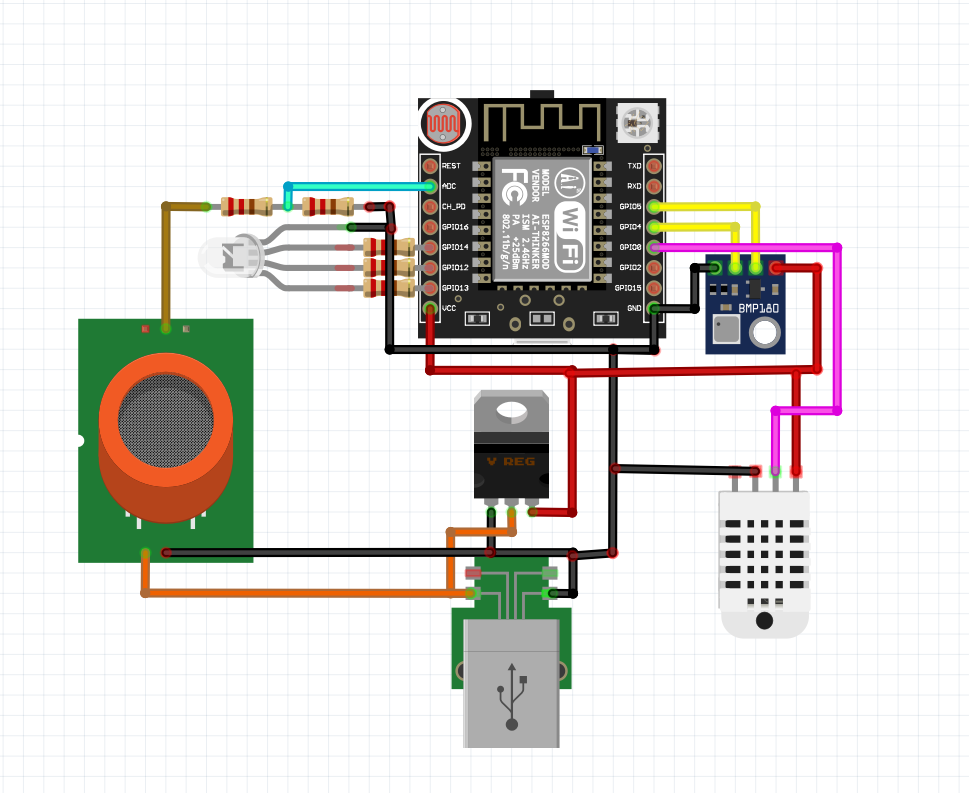 REST
ADC
CH_PD
GPIO16
GPIO14
GPIO12
GPIO13
VCC
TXD
RXD
GPIO5
GPIO4
GPIO0
GPIO2
GPIO15
GND
MODEL
VENDOR
ESP8266MOD
AI-THINKER
ISM 2.4GHz
PA +25dBm
802.11b/g/n
FC
Ai
Wi Fi
BMP180
V REG